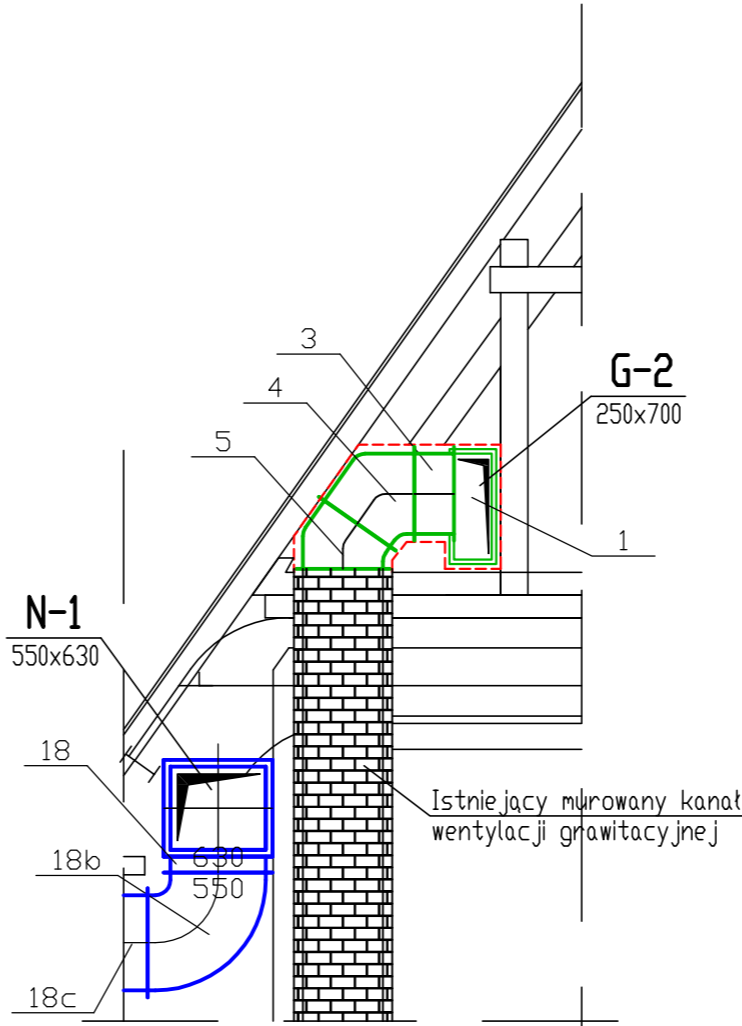 3
4
G-2
250x700
5
1
N-1
550x630
18
Istniejący murowany kanał
wentylacji grawitacyjnej
18b
630
550
18c